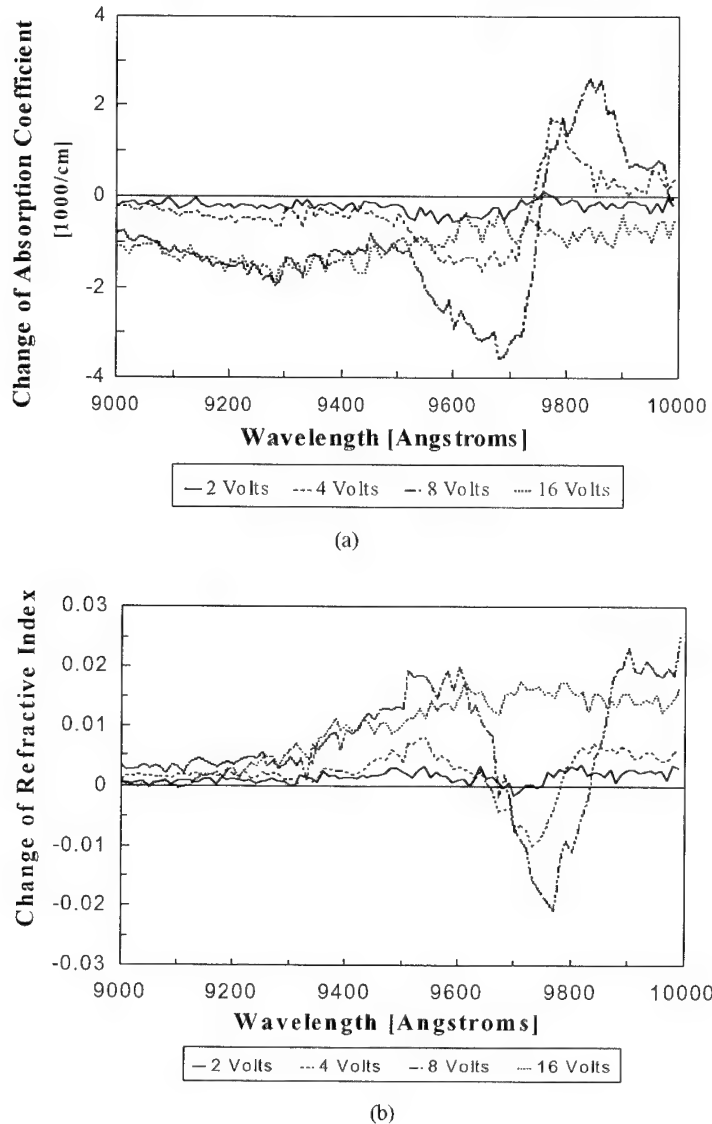 Change of Absorption Coefficient
[1000/cm]
4
2
0
-2
-4
9000 9200 9400 9600 9800 10000
Wavelength [Angstroms]
2 Volts 4 Volts 8 Volts 16 Volts
(a)
Change of Refractive Index
0.03
0.02
0.01
0
-0.01
-0.02
-0.03
9000 9200 9400 9600 9800 10000
Wavelength [Angstroms]
2 Volts 4 Volts 8 Volts 16 Volts
(b)